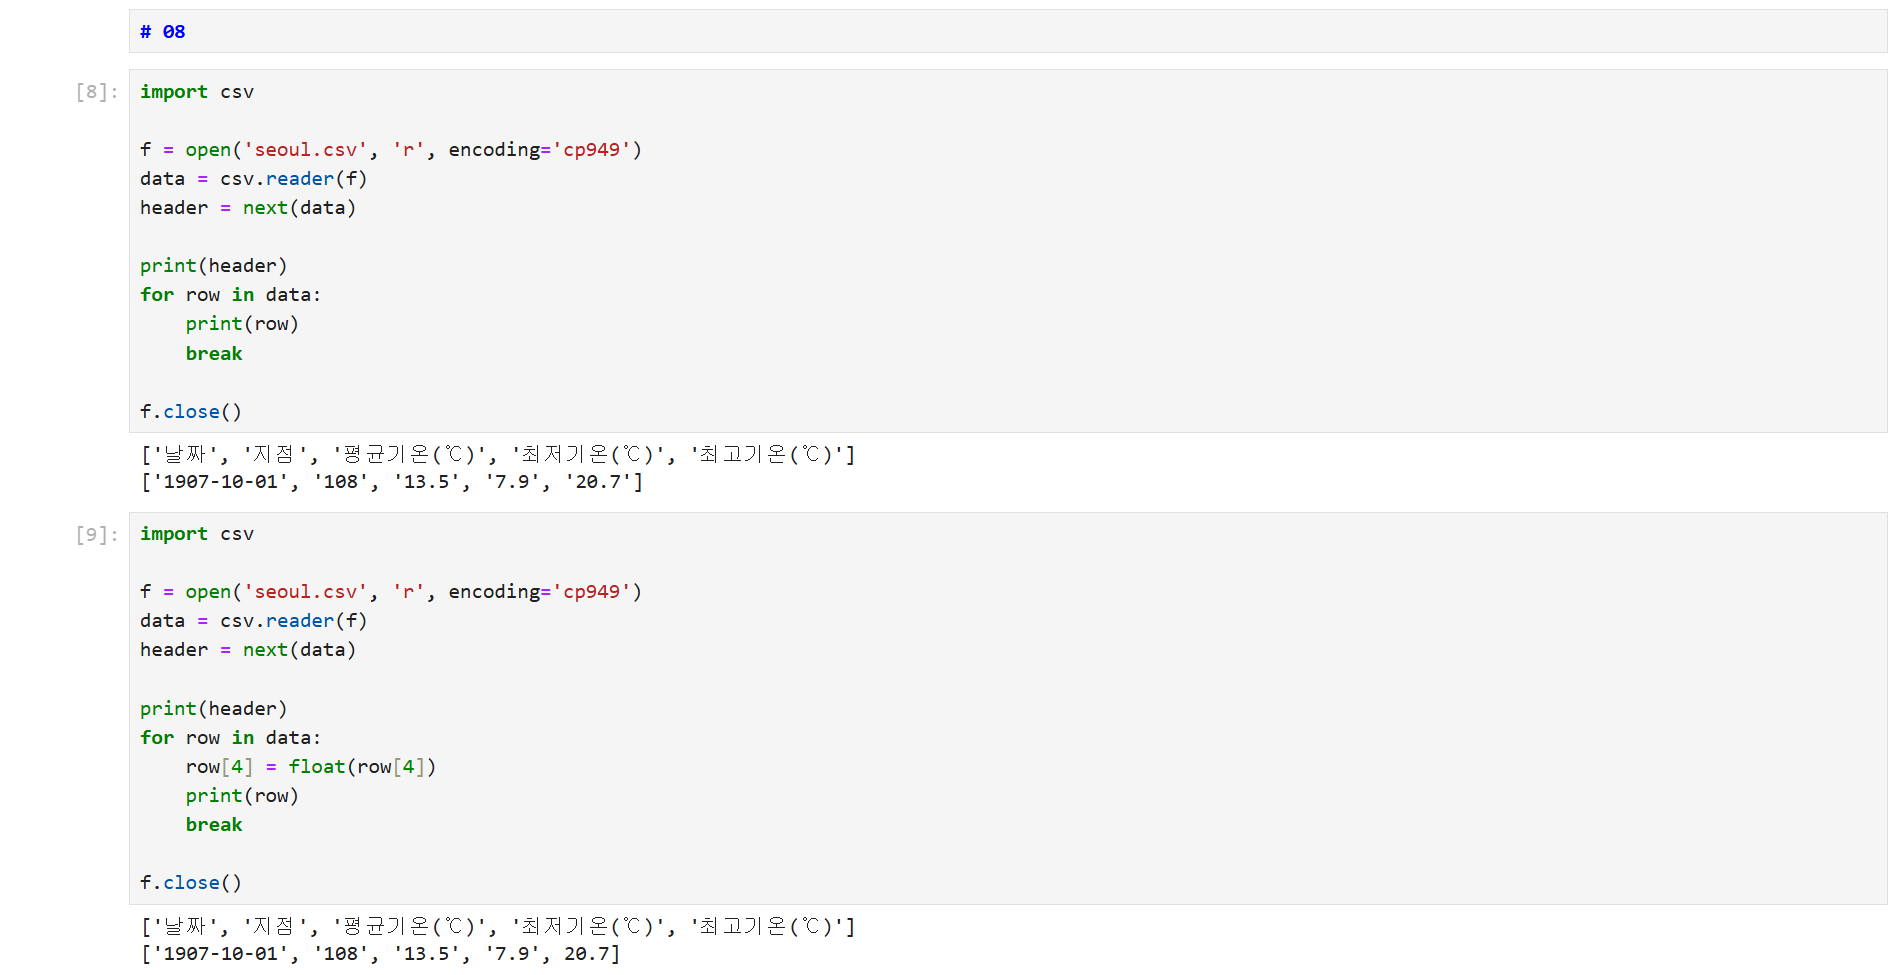 # 08
[8]:
import csv
f = open('seoul.csv', 'r', encoding='cp949')
data = csv.reader(f)
header = next(data)
print(header)
for row in data:
    print(row)
    break
f.close()
['날짜', '지점', '평균기온(℃)', '최저기온(℃)', '최고기온(℃)']
['1907-10-01', '108', '13.5', '7.9', '20.7']
[9]:
import csv
f = open('seoul.csv', 'r', encoding='cp949')
data = csv.reader(f)
header = next(data)
print(header)
for row in data:
    row[4] = float(row[4])
    print(row)
    break
f.close()
['날짜', '지점', '평균기온(℃)', '최저기온(℃)', '최고기온(℃)']
['1907-10-01', '108', '13.5', '7.9', 20.7]